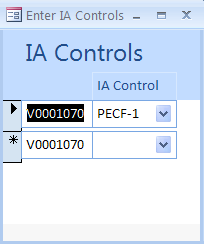 Enter IA Controls
IA Controls
IA Control
V0001070 PECF-1
V0001070